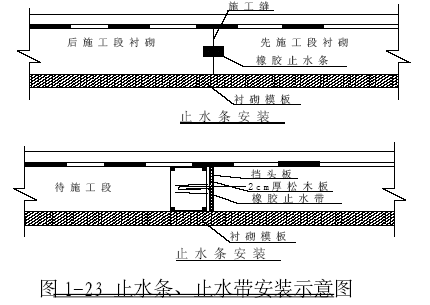 施工缝
后施工段衬砌
先施工段衬砌
橡胶止水条
衬砌模板
止水条安装
挡头板
待施工段
2cm厚松木板
橡胶止水带
衬砌模板
止水条安装
图1-23 止水条、止水带安装示意图